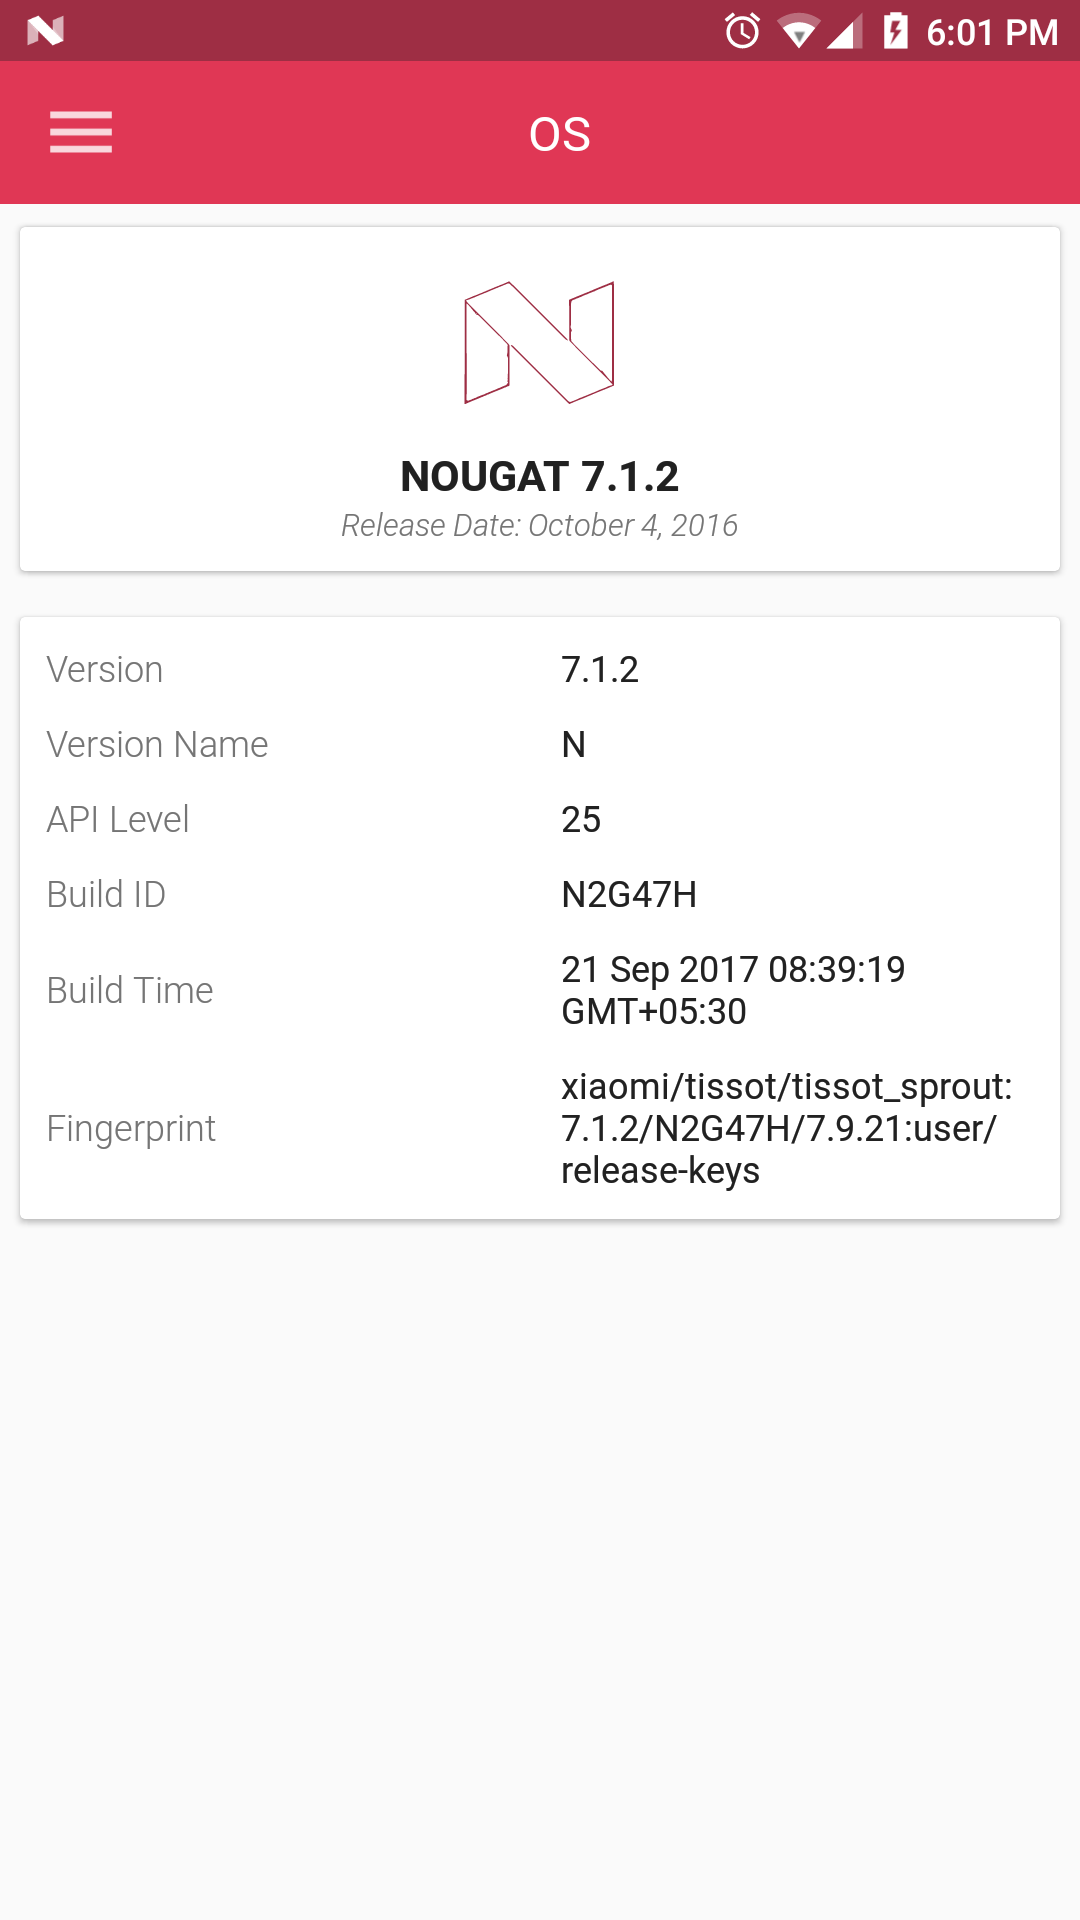 6:01 PM
OS
NOUGAT 7.1.2
Release Date: October 4, 2016
Version 7.1.2
Version Name N
API Level 25
Build ID N2G47H
Build Time 21 Sep 2017 08:39:19
GMT+05:30
Fingerprint xiaomi/tissot/tissot_sprout:
7.1.2/N2G47H/7.9.21:user/
release-keys